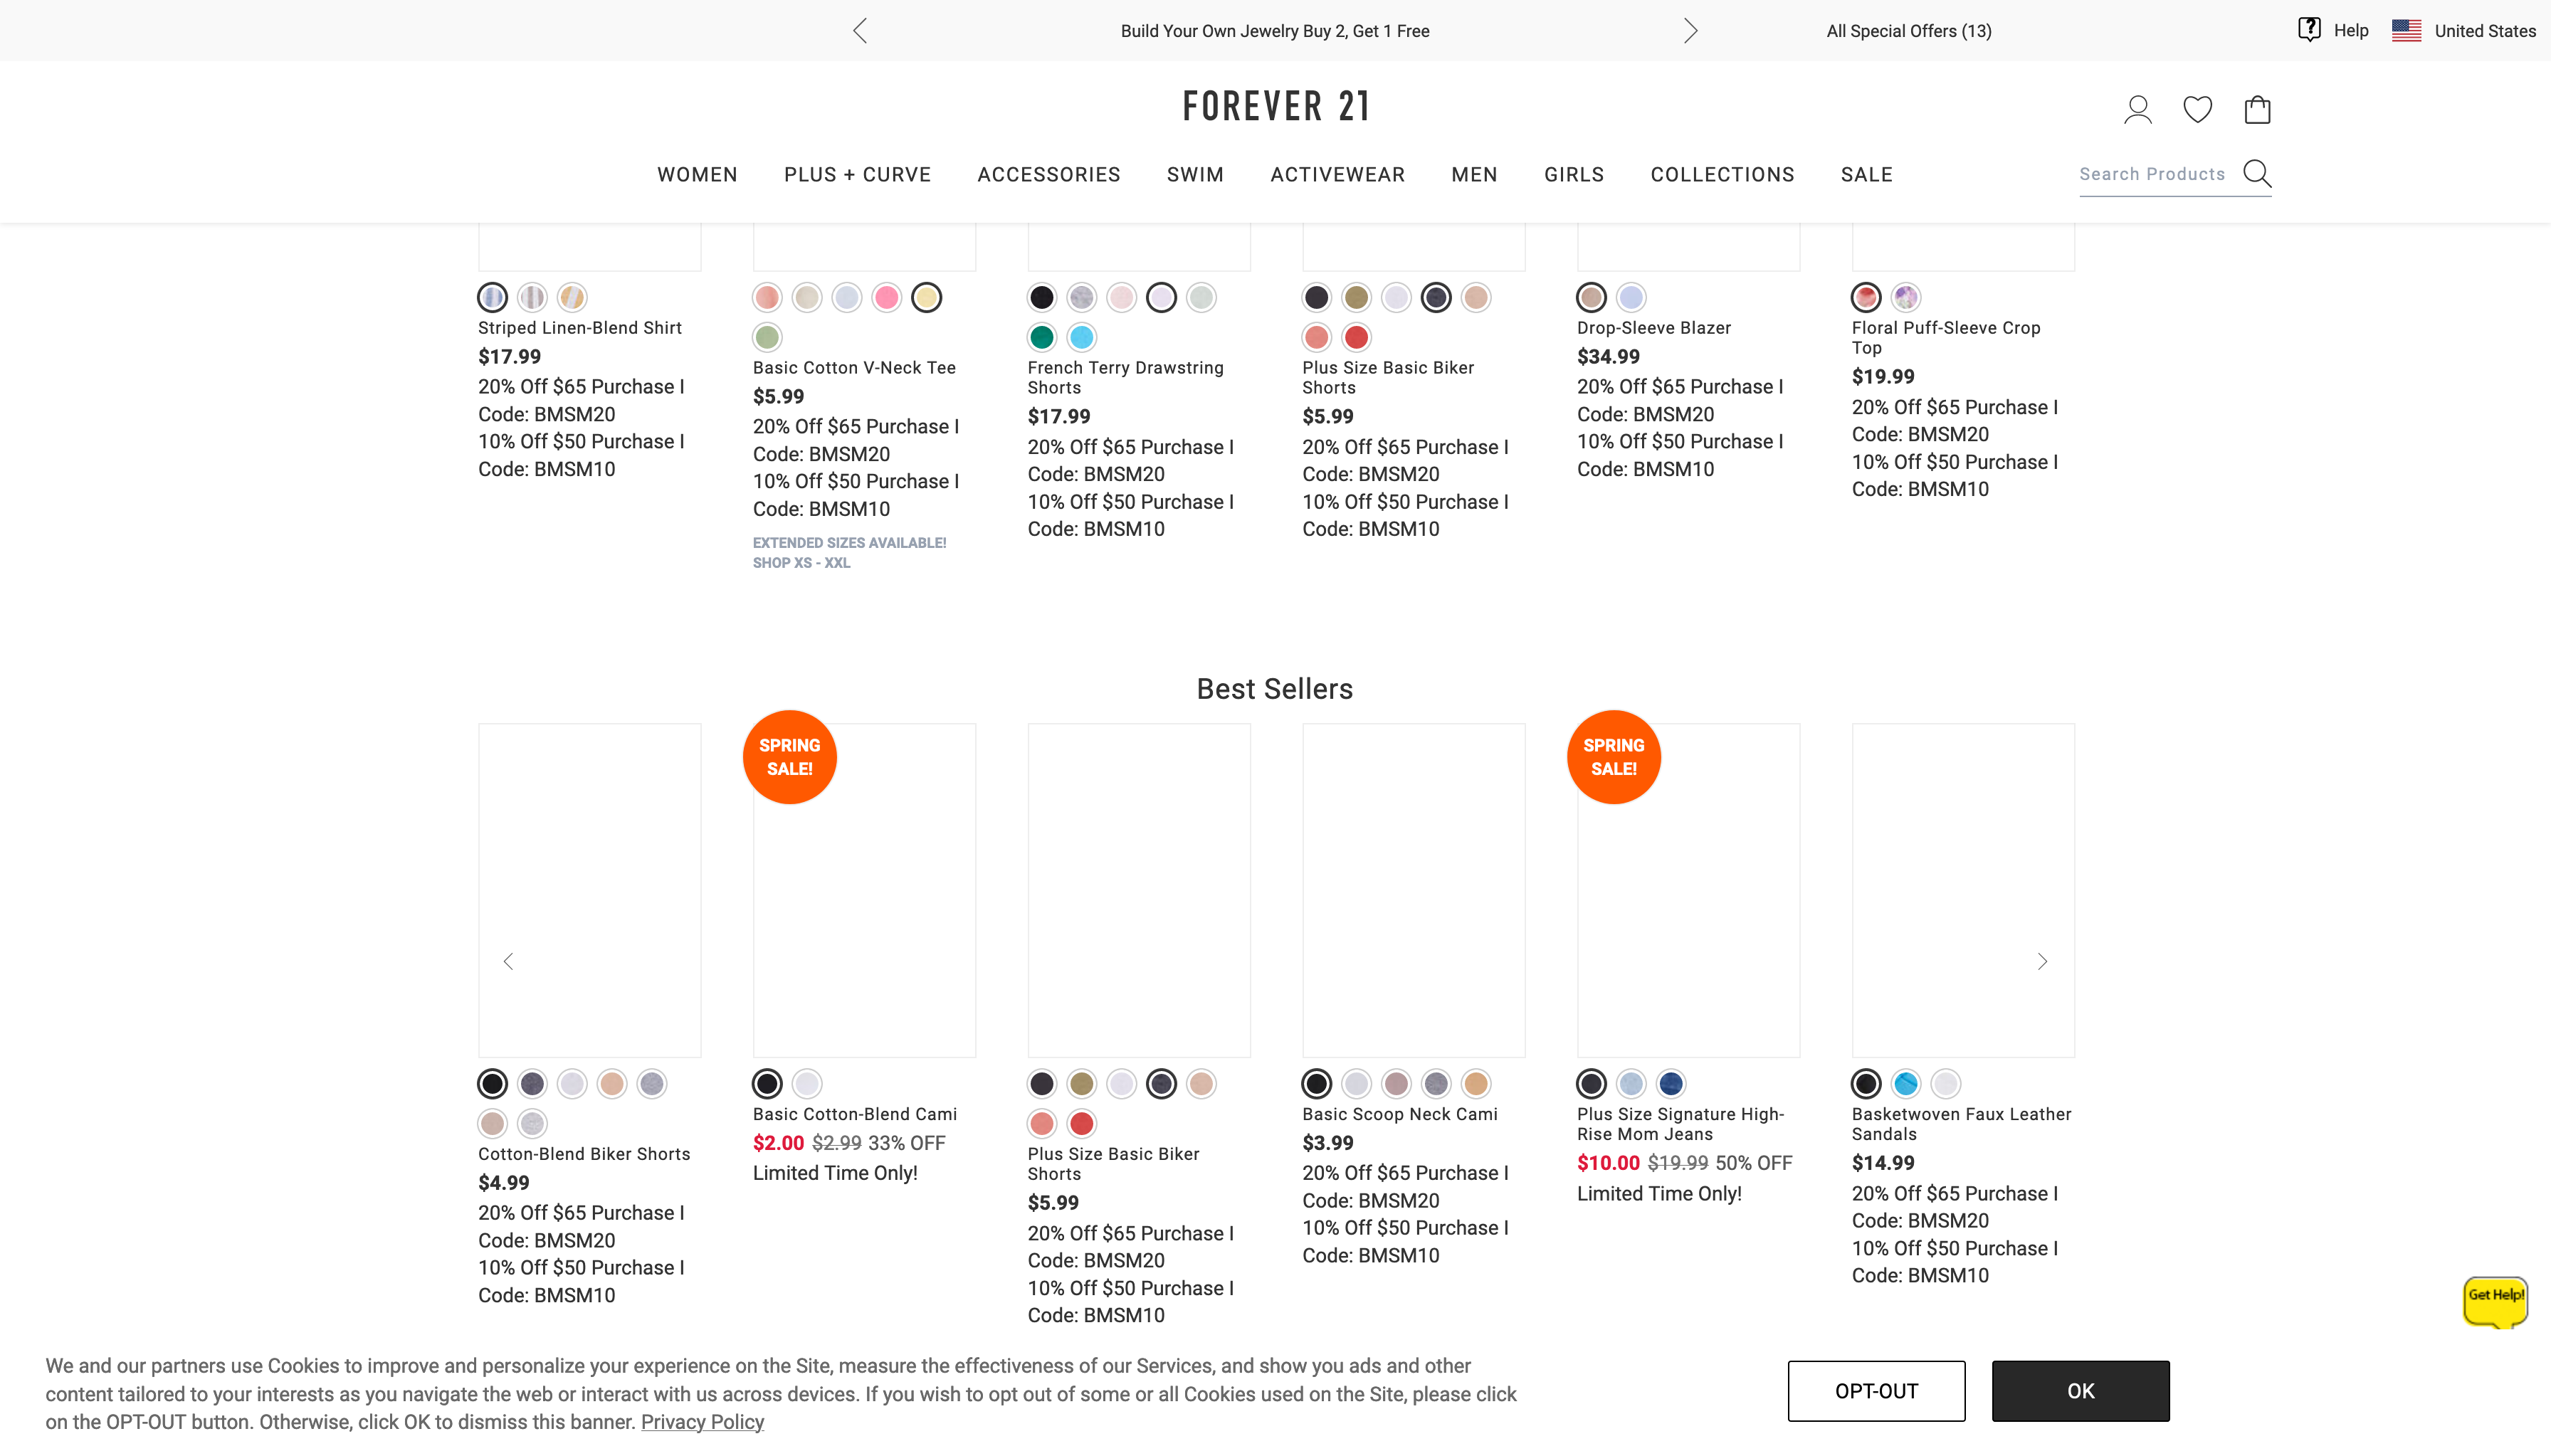 Build Your Own Jewelry Buy 2, Get 1 Free
All Special Offers (13)
Help
United States
FOREVER 21
WOMEN
PLUS + CURVE
ACCESSORIES
SWIM
ACTIVEWEAR
MEN
GIRLS
COLLECTIONS
SALE
Search Products
Striped Linen-Blend Shirt
$17.99
20% Off $65 Purchase I
Code: BMSM20
10% Off $50 Purchase I
Code: BMSM10
Basic Cotton V-Neck Tee
$5.99
20% Off $65 Purchase I
Code: BMSM20
10% Off $50 Purchase I
Code: BMSM10
EXTENDED SIZES AVAILABLE!
SHOP XS - XXL
French Terry Drawstring
Shorts
$17.99
20% Off $65 Purchase I
Code: BMSM20
10% Off $50 Purchase I
Code: BMSM10
Plus Size Basic Biker
Shorts
$5.99
20% Off $65 Purchase I
Code: BMSM20
10% Off $50 Purchase I
Code: BMSM10
Drop-Sleeve Blazer
$34.99
20% Off $65 Purchase I
Code: BMSM20
10% Off $50 Purchase I
Code: BMSM10
Floral Puff-Sleeve Crop
Top
$19.99
20% Off $65 Purchase I
Code: BMSM20
10% Off $50 Purchase I
Code: BMSM10
Best Sellers
Cotton-Blend Biker Shorts
$4.99
20% Off $65 Purchase I
Code: BMSM20
10% Off $50 Purchase I
Code: BMSM10
SPRING
SALE!
Basic Cotton-Blend Cami
$2.00 $2.99 33% OFF
Limited Time Only!
Plus Size Basic Biker
Shorts
$5.99
20% Off $65 Purchase I
Code: BMSM20
10% Off $50 Purchase I
Code: BMSM10
Basic Scoop Neck Cami
$3.99
20% Off $65 Purchase I
Code: BMSM20
10% Off $50 Purchase I
Code: BMSM10
SPRING
SALE!
Plus Size Signature High-
Rise Mom Jeans
$10.00 $19.99 50% OFF
Limited Time Only!
Basketwoven Faux Leather
Sandals
$14.99
20% Off $65 Purchase I
Code: BMSM20
10% Off $50 Purchase I
Code: BMSM10
Get Help!
We and our partners use Cookies to improve and personalize your experience on the Site, measure the effectiveness of our Services, and show you ads and other
content tailored to your interests as you navigate the web or interact with us across devices. If you wish to opt out of some or all Cookies used on the Site, please click
on the OPT-OUT button. Otherwise, click OK to dismiss this banner. Privacy Policy
OPT-OUT
OK